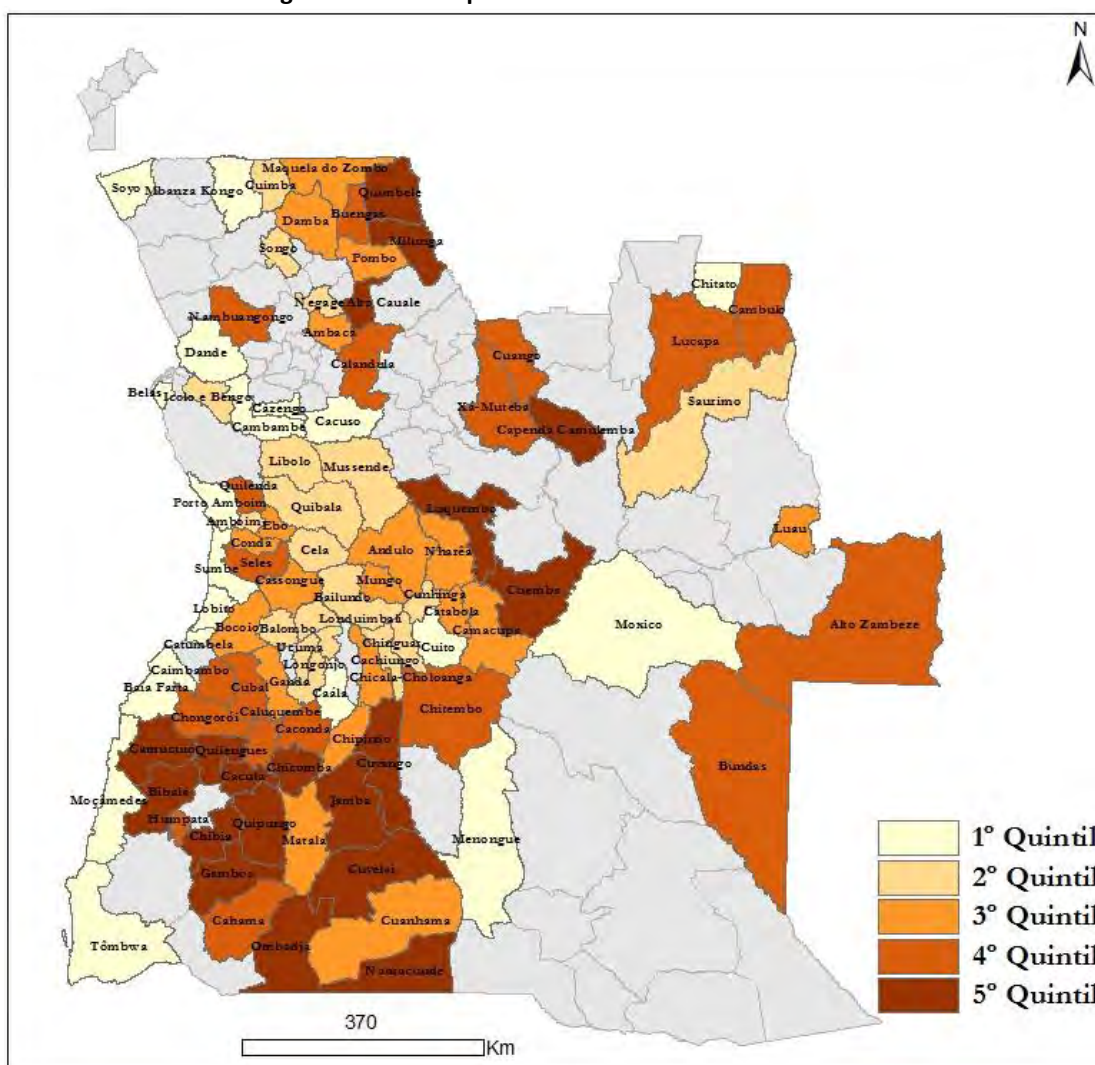 N
Maquela do Zombo
Soyo
Mbanza Kongo
Cuimba
Quimbele
Buengas
Damba
Milunga
Songo
Pombo
Chitato
Negage
Alto Cauale
Cambulo
Nambuangongo
Ambaca
Lucapa
Dande
Cuango
Calandula
Belas
Icolo e Bengo
Saurimo
Cazengo
Xá-Muteba
Cambambe
Cacuso
Capenda Camulemba
Libolo
Mussende
Quilenda
Porto Amboim
Quibala
Luquembo
Amboim
Ebo
Luau
Conda
Cela
Andulo
N'harêa
Seles
Sumbe
Cassongue
Mungo
Chemba
Bailundo
Cunhinga
Lobito
Catabola
Londuimbali
Bocoio
Balombo
Camacupa
Moxico
Alto Zambeze
Catumbela
Ucuma
Chinguar
Cuito
Caimbambo
Longonjo
Cachiungo
Baía Farta
Cubal
Ganda
Caála
Chicala-Choloanga
Chongorói
Caluquembe
Chitembo
Caconda
Chipindo
Camucuio
Quilengues
Cuvango
Bundas
Cacula
Chicomba
Bibala
Moçâmedes
Jamba
Humpata
Quipungo
Chibia
Matala
Menongue
Gambos
Cuvelai
Cahama
Cuanhama
Tômbwa
Ombadja
Namacunde
1º Quintil
2º Quintil
3º Quintil
4º Quintil
5º Quintil
370
Km